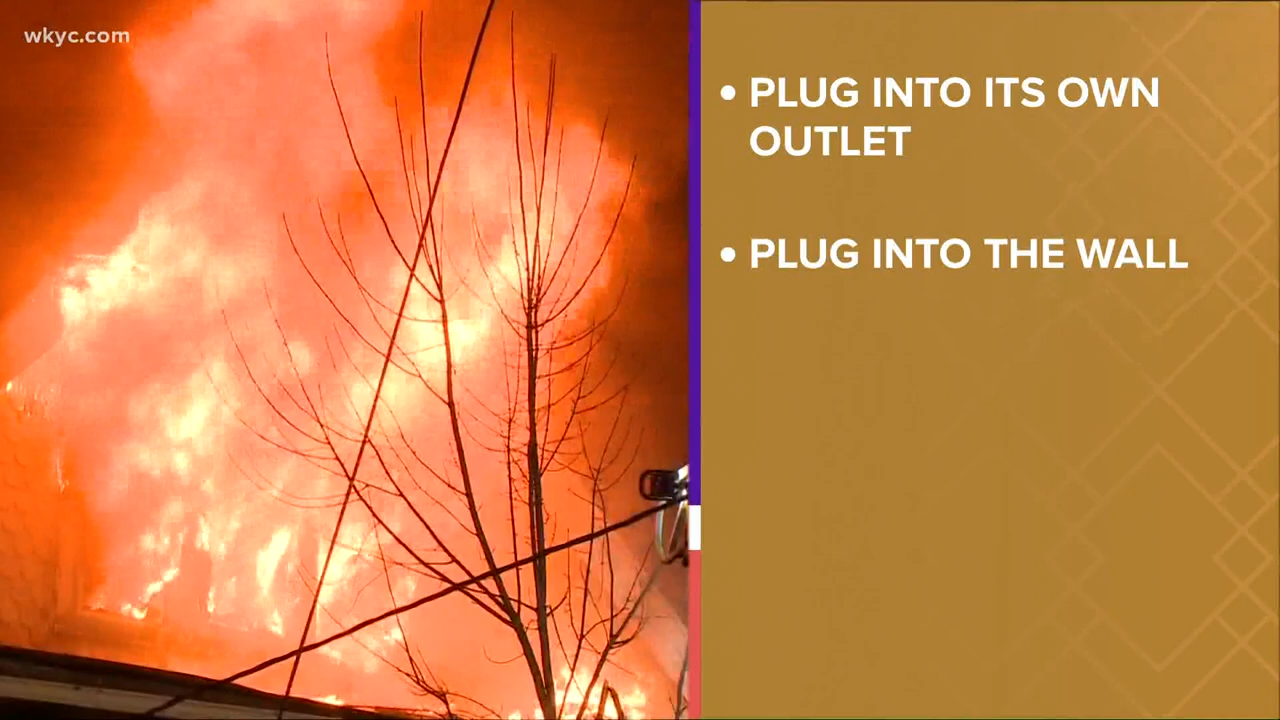 wkyc.com
• PLUG INTO ITS OWN
OUTLET
• PLUG INTO THE WALL